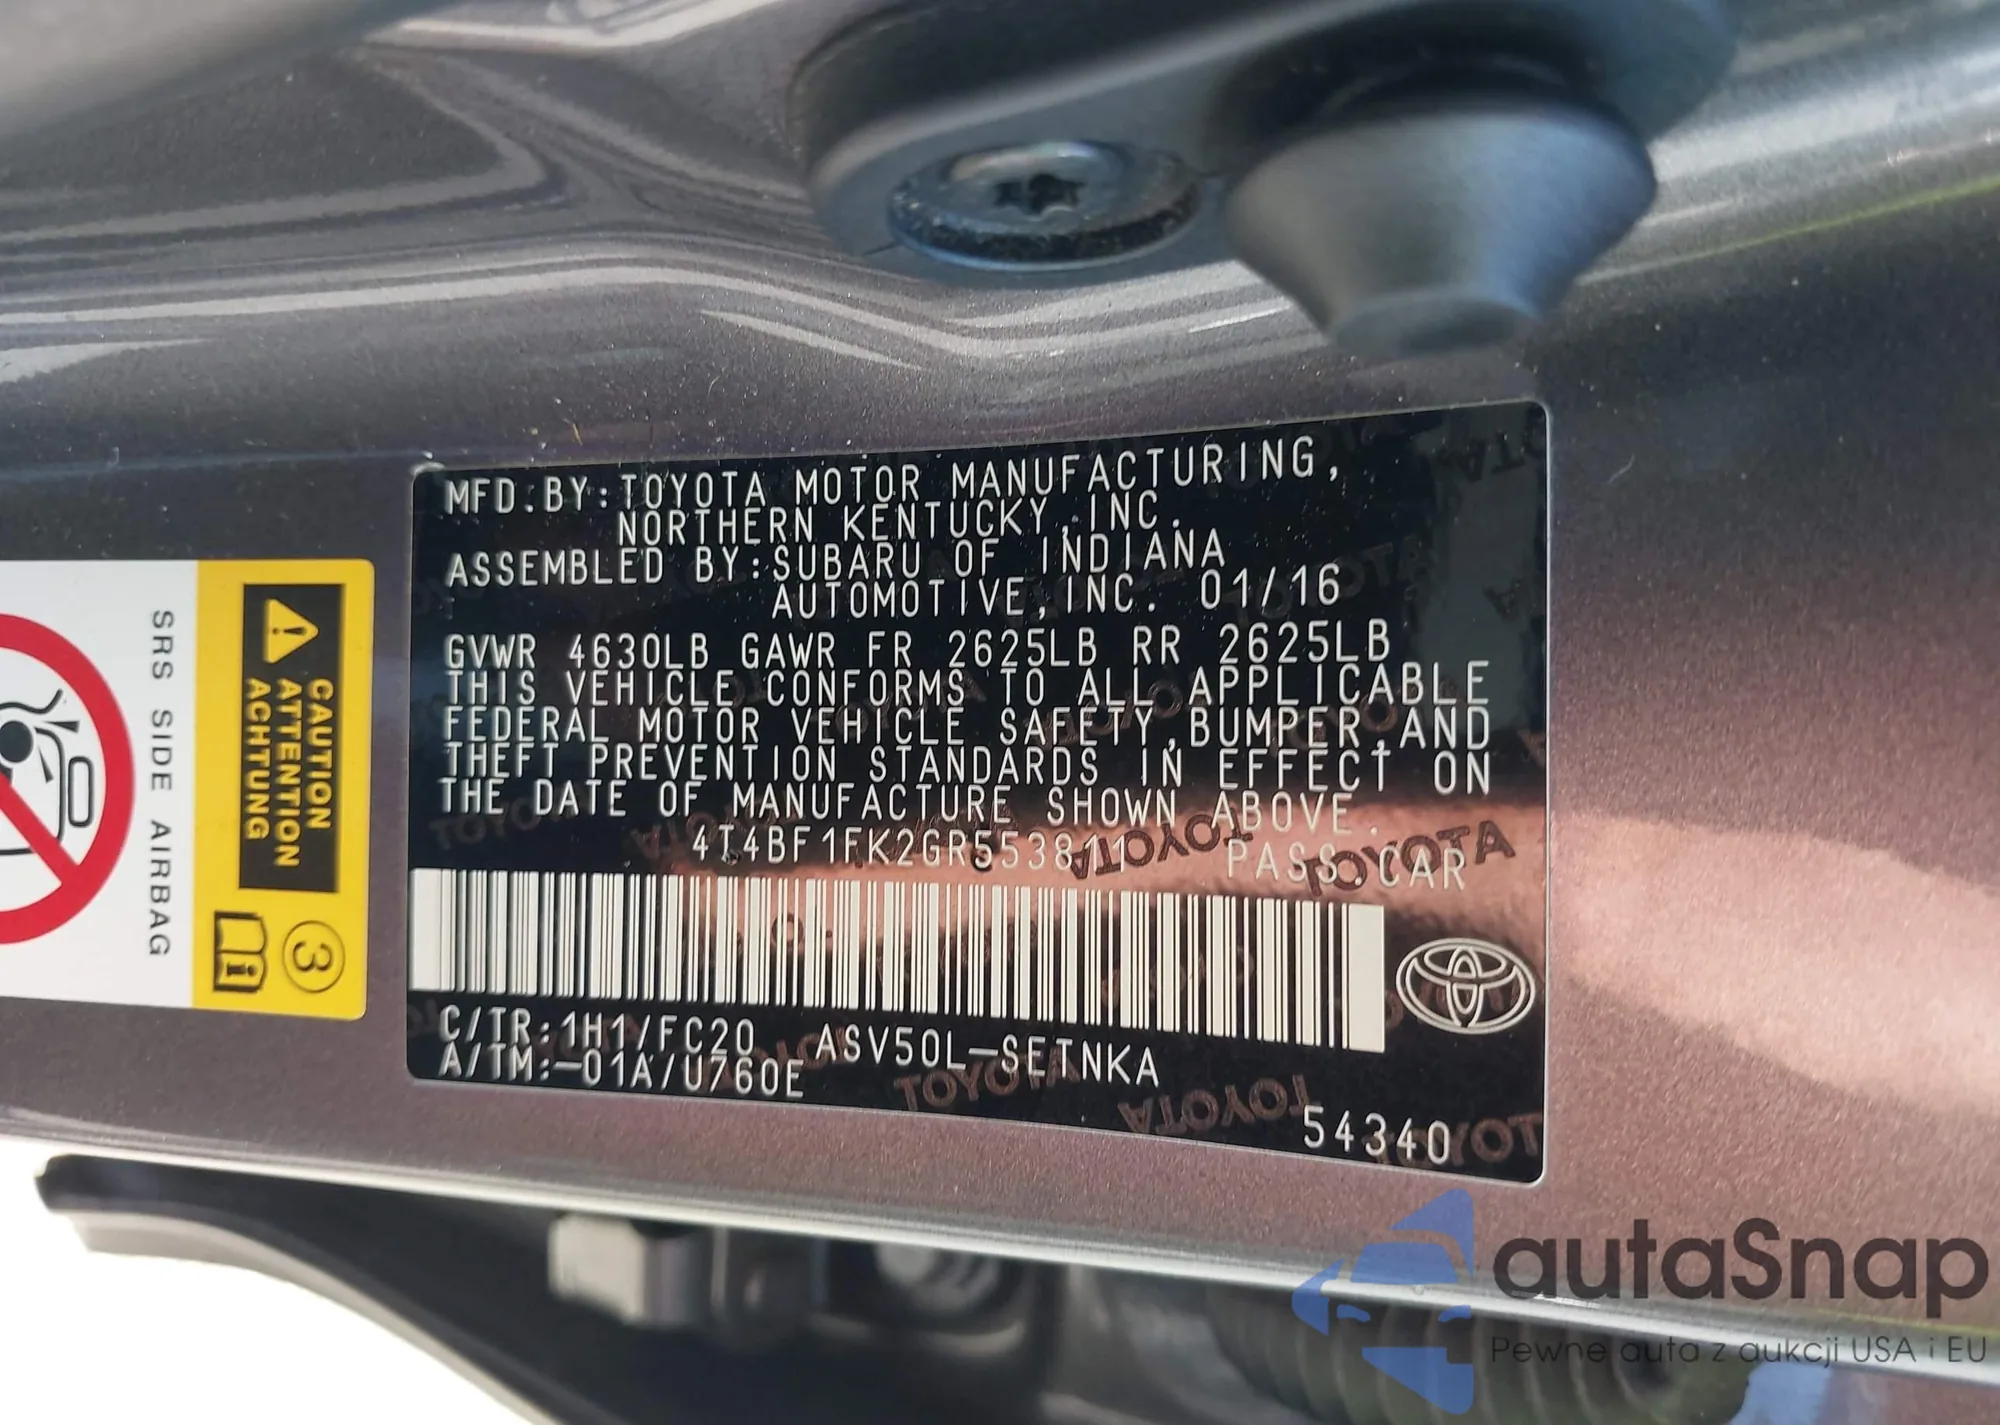 MFD.BY:TOYOTA MOTOR MANUFACTURING,
NORTHERN KENTUCKY,INC.
ASSEMBLED BY:SUBARU OF INDIANA
AUTOMOTIVE,INC. 01/16
GVWR 4630LB GAWR FR 2625LB RR 2625LB
THIS VEHICLE CONFORMS TO ALL APPLICABLE
FEDERAL MOTOR VEHICLE SAFETY,BUMPER,AND
THEFT PREVENTION STANDARDS IN EFFECT ON
THE DATE OF MANUFACTURE SHOWN ABOVE.
4T4BF1FK2GR553811 PASS.CAR
C/TR:1H1/FC20 ASV50L-SETNKA
A/TM:-01A/U760E
54340
CAUTION
ATTENTION
ACHTUNG
3
i
SRS SIDE AIRBAG
TOYOTA
autaSnap
Pewne auta z aukcji USA i EU